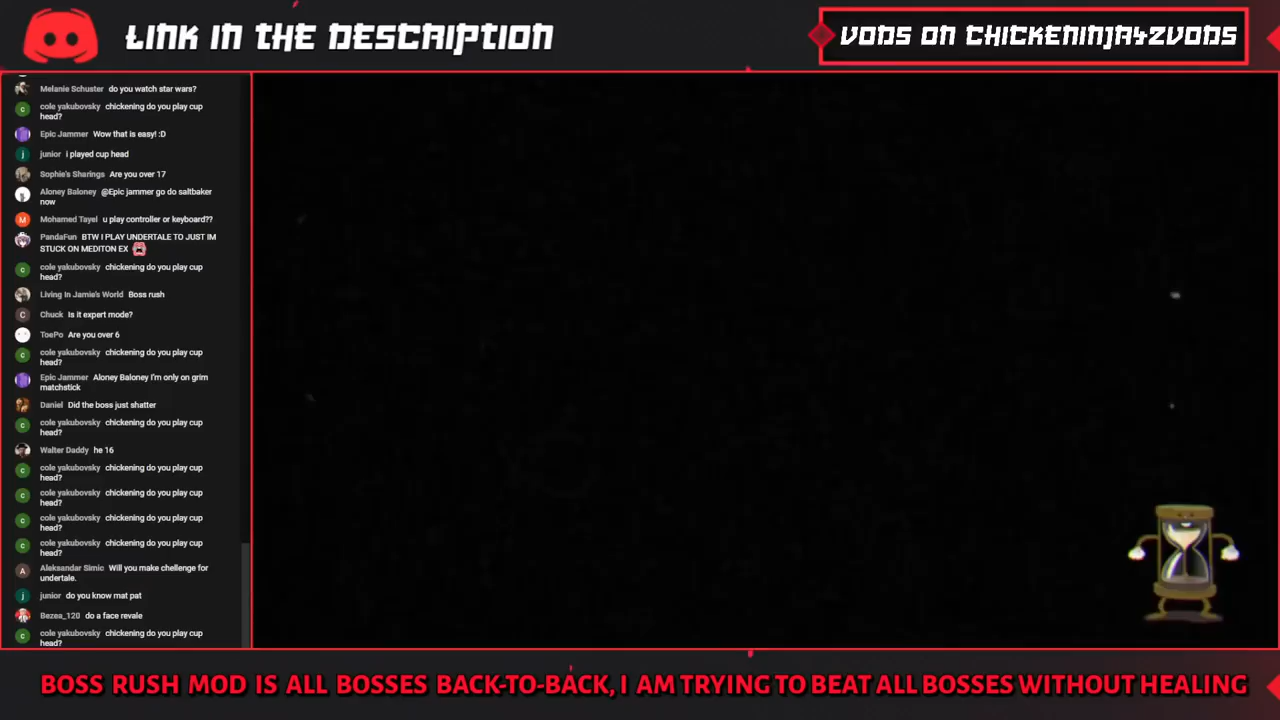 LINK IN THE DESCRIPTION
VODS ON CHICKENINJA42VODS
Melanie Schuster do you watch star wars?
cole yakubovsky chickening do you play cup
head?
Epic Jammer Wow that is easy! :D
junior i played cup head
Sophie's Sharings Are you over 17
Aloney Baloney @Epic jammer go do saltbaker
now
Mohamed Tayel u play controller or keyboard??
PandaFun BTW I PLAY UNDERTALE TO JUST IM
STUCK ON MEDITON EX
cole yakubovsky chickening do you play cup
head?
Living In Jamie's World Boss rush
Chuck Is it expert mode?
ToePo Are you over 6
cole yakubovsky chickening do you play cup
head?
Epic Jammer Aloney Baloney I'm only on grim
matchstick
Daniel Did the boss just shatter
cole yakubovsky chickening do you play cup
head?
Walter Daddy he 16
cole yakubovsky chickening do you play cup
head?
cole yakubovsky chickening do you play cup
head?
cole yakubovsky chickening do you play cup
head?
cole yakubovsky chickening do you play cup
head?
Aleksandar Simic Will you make chellenge for
undertale.
junior do you know mat pat
Bezea_120 do a face revale
cole yakubovsky chickening do you play cup
head?
BOSS RUSH MOD IS ALL BOSSES BACK-TO-BACK, I AM TRYING TO BEAT ALL BOSSES WITHOUT HEALING